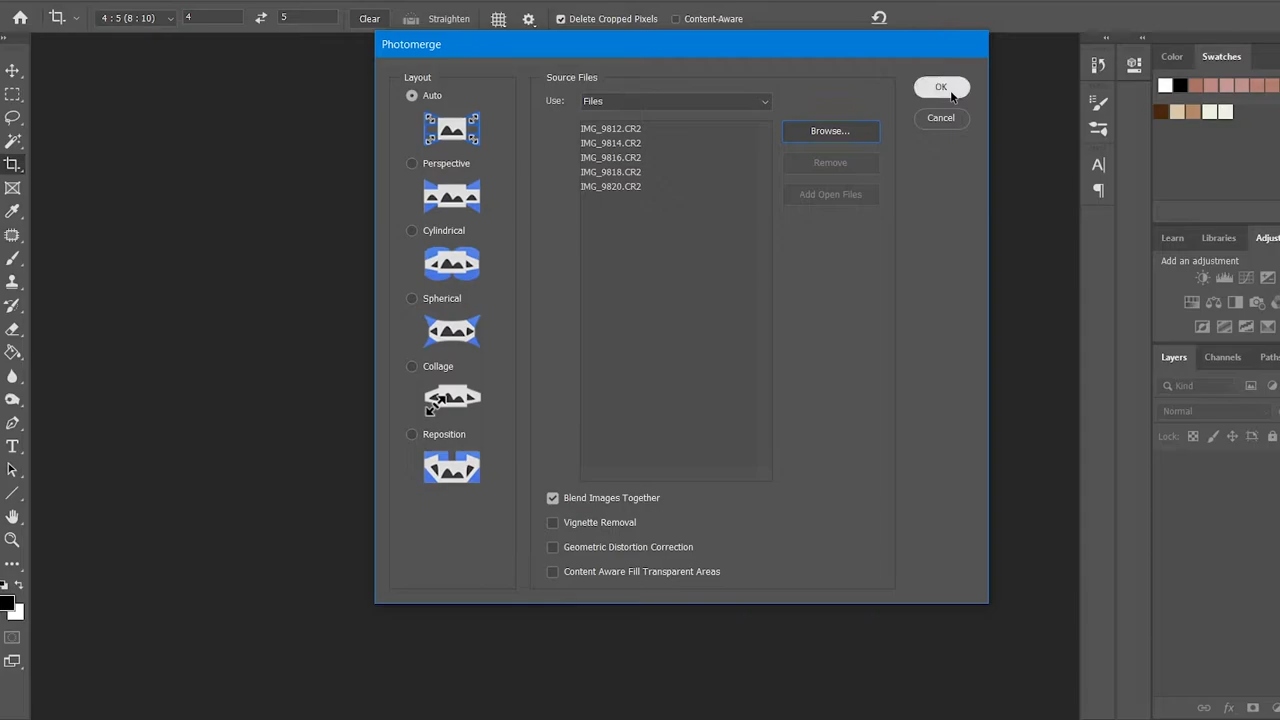 4 : 5 (8 : 10) 4 5 Clear Straighten Delete Cropped Pixels Content-Aware
Photomerge
Layout
Auto
Perspective
Cylindrical
Spherical
Collage
Reposition
Source Files
Use: Files
IMG_9812.CR2
IMG_9814.CR2
IMG_9816.CR2
IMG_9818.CR2
IMG_9820.CR2
Browse...
Remove
Add Open Files
Blend Images Together
Vignette Removal
Geometric Distortion Correction
Content Aware Fill Transparent Areas
OK
Cancel
Color Swatches
Learn Libraries Adjust
Add an adjustment
Layers Channels Paths
Kind
Normal
Lock:
fx